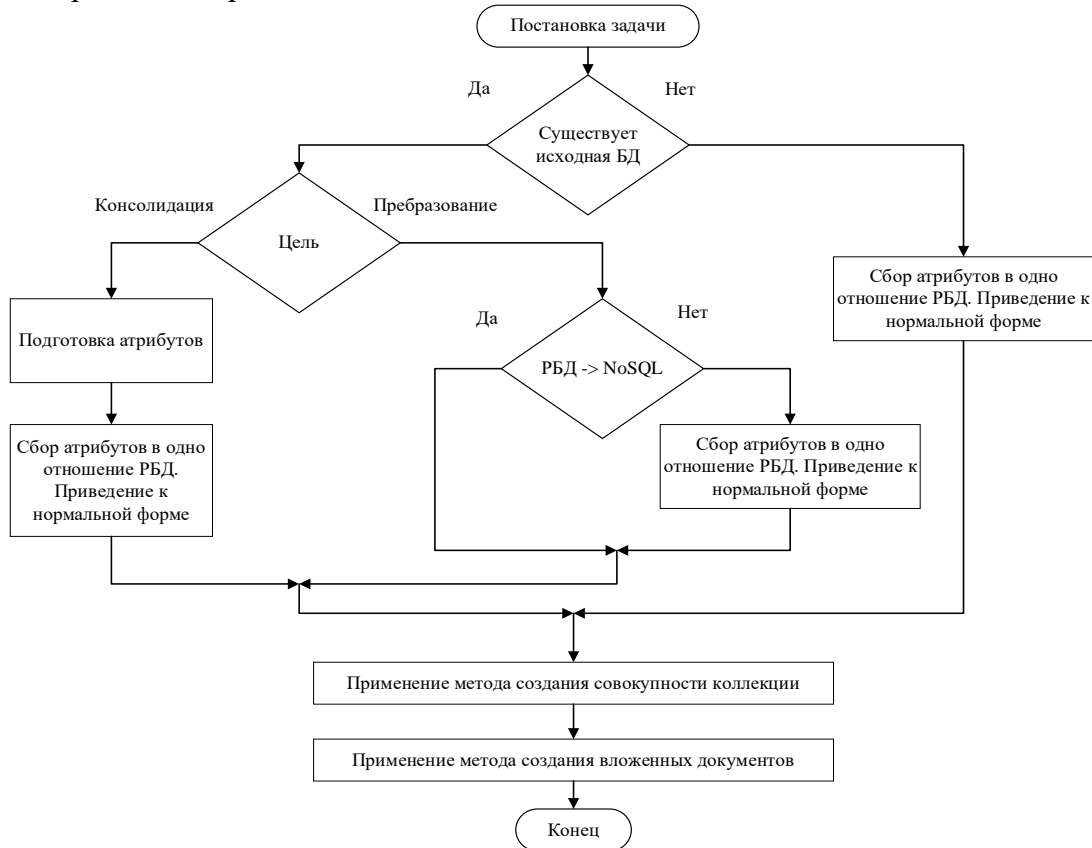 Постановка задачи
Да
Нет
Существует
исходная БД
Консолидация
Пребразование
Цель
Сбор атрибутов в одно
отношение РБД. Приведение к
нормальной форме
Да
Нет
Подготовка атрибутов
РБД -> NoSQL
Сбор атрибутов в одно
отношение РБД.
Приведение к
нормальной форме
Сбор атрибутов в одно
отношение РБД. Приведение к
нормальной форме
Применение метода создания совокупности коллекции
Применение метода создания вложенных документов
Конец